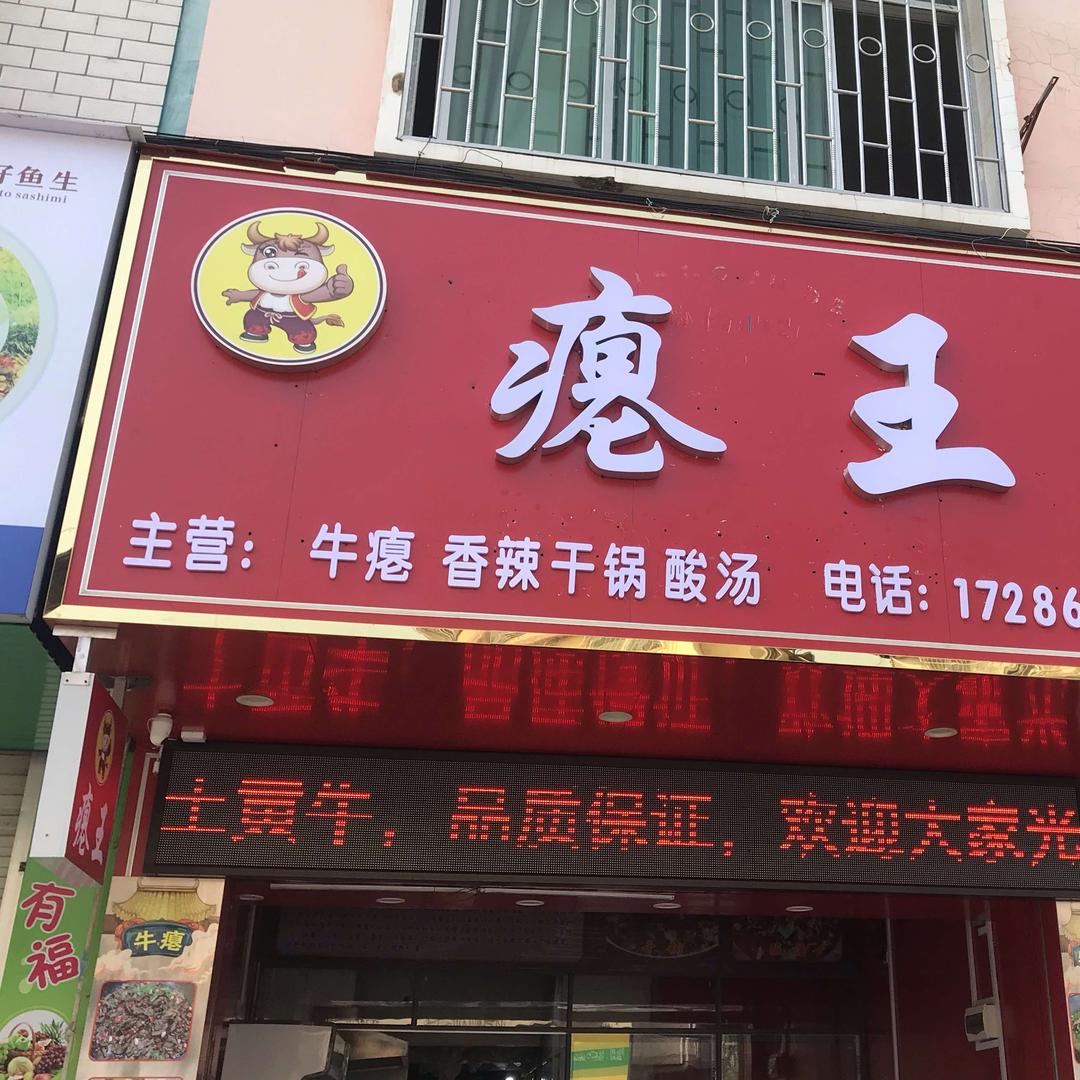 鱼生
to sashimi
瘪王
主营： 牛瘪 香辣干锅 酸汤 电话：17286
土黄牛，品质保证，欢迎大家光
瘪王
有福
牛瘪